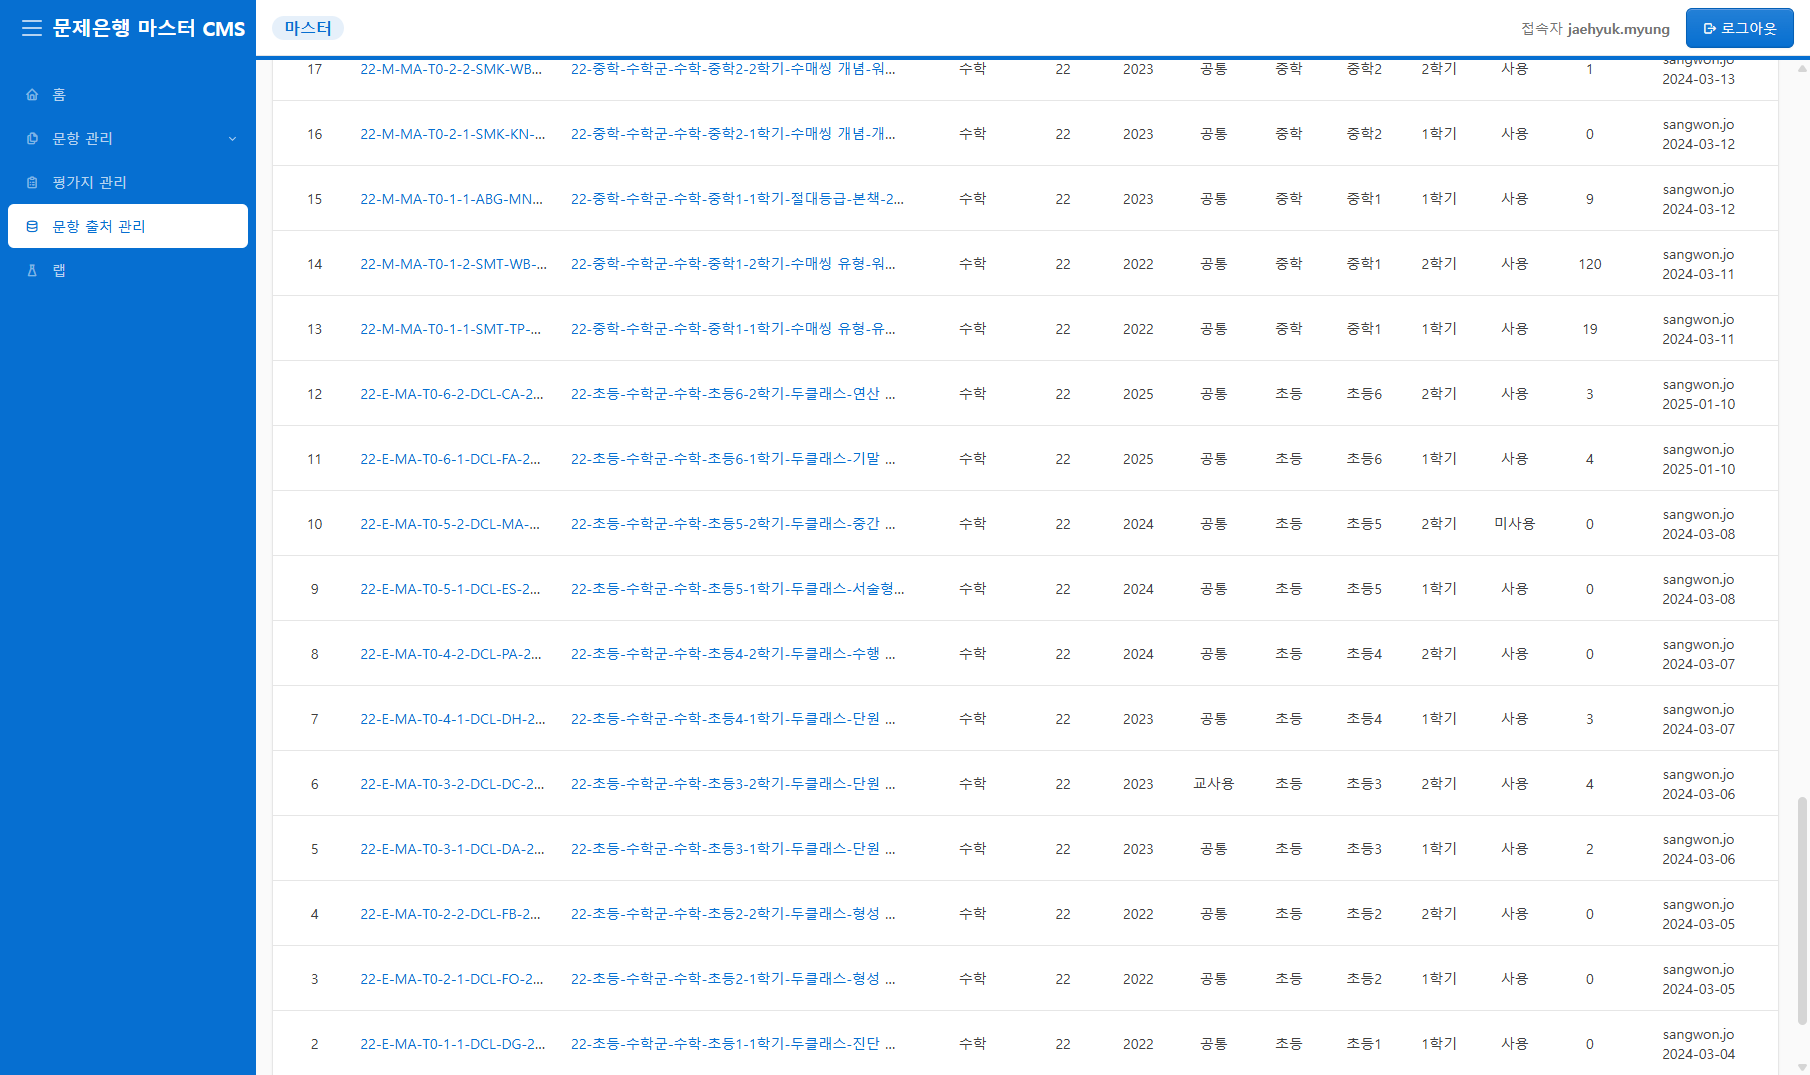 문제은행 마스터 CMS
마스터
접속자 jaehyuk.myung
로그아웃
홈
문항 관리
평가지 관리
문항 출처 관리
랩
17 22-M-MA-T0-2-2-SMK-WB... 22-중학-수학군-수학-중학2-2학기-수매씽 개념-워... 수학 22 2023 공통 중학 중학2 2학기 사용 1 sangwon.jo
2024-03-13
16 22-M-MA-T0-2-1-SMK-KN-... 22-중학-수학군-수학-중학2-1학기-수매씽 개념-개... 수학 22 2023 공통 중학 중학2 1학기 사용 0 sangwon.jo
2024-03-12
15 22-M-MA-T0-1-1-ABG-MN... 22-중학-수학군-수학-중학1-1학기-절대등급-본책-2... 수학 22 2023 공통 중학 중학1 1학기 사용 9 sangwon.jo
2024-03-12
14 22-M-MA-T0-1-2-SMT-WB-... 22-중학-수학군-수학-중학1-2학기-수매씽 유형-워... 수학 22 2022 공통 중학 중학1 2학기 사용 120 sangwon.jo
2024-03-11
13 22-M-MA-T0-1-1-SMT-TP-... 22-중학-수학군-수학-중학1-1학기-수매씽 유형-유... 수학 22 2022 공통 중학 중학1 1학기 사용 19 sangwon.jo
2024-03-11
12 22-E-MA-T0-6-2-DCL-CA-2... 22-초등-수학군-수학-초등6-2학기-두클래스-연산 ... 수학 22 2025 공통 초등 초등6 2학기 사용 3 sangwon.jo
2025-01-10
11 22-E-MA-T0-6-1-DCL-FA-2... 22-초등-수학군-수학-초등6-1학기-두클래스-기말 ... 수학 22 2025 공통 초등 초등6 1학기 사용 4 sangwon.jo
2025-01-10
10 22-E-MA-T0-5-2-DCL-MA-... 22-초등-수학군-수학-초등5-2학기-두클래스-중간 ... 수학 22 2024 공통 초등 초등5 2학기 미사용 0 sangwon.jo
2024-03-08
9 22-E-MA-T0-5-1-DCL-ES-2... 22-초등-수학군-수학-초등5-1학기-두클래스-서술형... 수학 22 2024 공통 초등 초등5 1학기 사용 0 sangwon.jo
2024-03-08
8 22-E-MA-T0-4-2-DCL-PA-2... 22-초등-수학군-수학-초등4-2학기-두클래스-수행 ... 수학 22 2024 공통 초등 초등4 2학기 사용 0 sangwon.jo
2024-03-07
7 22-E-MA-T0-4-1-DCL-DH-2... 22-초등-수학군-수학-초등4-1학기-두클래스-단원 ... 수학 22 2023 공통 초등 초등4 1학기 사용 3 sangwon.jo
2024-03-07
6 22-E-MA-T0-3-2-DCL-DC-2... 22-초등-수학군-수학-초등3-2학기-두클래스-단원 ... 수학 22 2023 교사용 초등 초등3 2학기 사용 4 sangwon.jo
2024-03-06
5 22-E-MA-T0-3-1-DCL-DA-2... 22-초등-수학군-수학-초등3-1학기-두클래스-단원 ... 수학 22 2023 공통 초등 초등3 1학기 사용 2 sangwon.jo
2024-03-06
4 22-E-MA-T0-2-2-DCL-FB-2... 22-초등-수학군-수학-초등2-2학기-두클래스-형성 ... 수학 22 2022 공통 초등 초등2 2학기 사용 0 sangwon.jo
2024-03-05
3 22-E-MA-T0-2-1-DCL-FO-2... 22-초등-수학군-수학-초등2-1학기-두클래스-형성 ... 수학 22 2022 공통 초등 초등2 1학기 사용 0 sangwon.jo
2024-03-05
2 22-E-MA-T0-1-1-DCL-DG-2... 22-초등-수학군-수학-초등1-1학기-두클래스-진단 ... 수학 22 2022 공통 초등 초등1 1학기 사용 0 sangwon.jo
2024-03-04